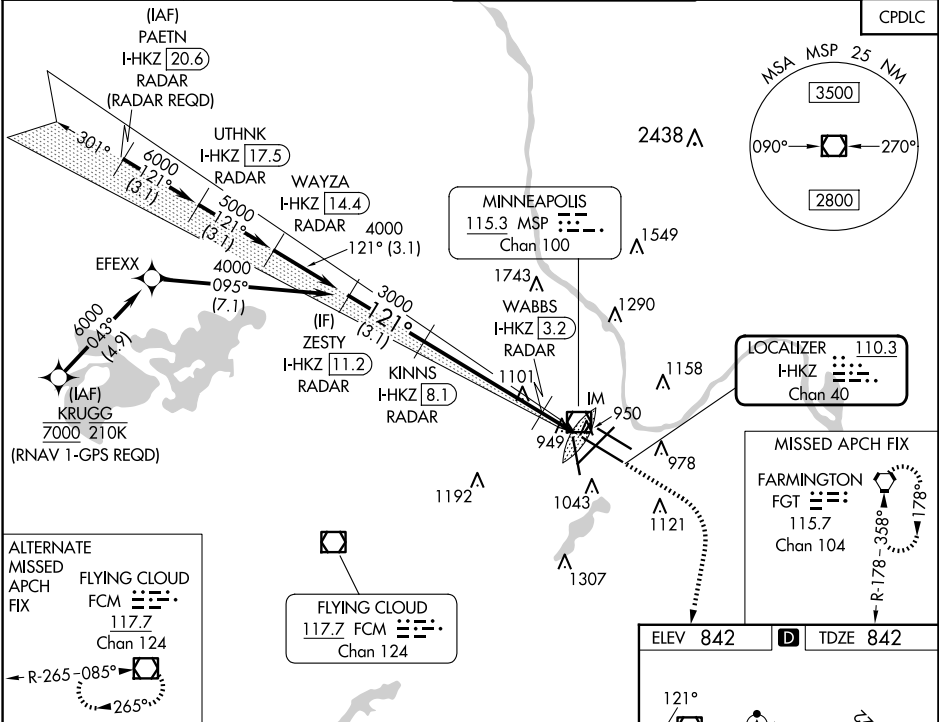 CPDLC
(IAF)
PAETN
I-HKZ 20.6
RADAR
(RADAR REQD)
301°
6000
121°
(3.1)
UTHNK
I-HKZ 17.5
RADAR
5000
121°
(3.1)
WAYZA
I-HKZ 14.4
RADAR
4000
121° (3.1)
MSA MSP 25 NM
3500
090°
270°
2800
2438
MINNEAPOLIS
115.3 MSP
Chan 100
1549
1743
1290
EFEXX
4000
095°
(7.1)
3000
121°
(3.1)
6000
043°
(4.9)
(IF)
ZESTY
I-HKZ 11.2
RADAR
KINNS
I-HKZ 8.1
RADAR
WABBS
I-HKZ 3.2
RADAR
1101
IM
950
949
1158
978
LOCALIZER 110.3
I-HKZ
Chan 40
(IAF)
KRUGG
7000 210K
(RNAV 1-GPS REQD)
1192
1043
1121
1307
MISSED APCH FIX
FARMINGTON
FGT
115.7
Chan 104
178°
R-178-358°
ALTERNATE
MISSED
APCH
FIX
FLYING CLOUD
FCM
117.7
Chan 124
R-265-085°
265°
FLYING CLOUD
117.7 FCM
Chan 124
ELEV 842 D TDZE 842
121°